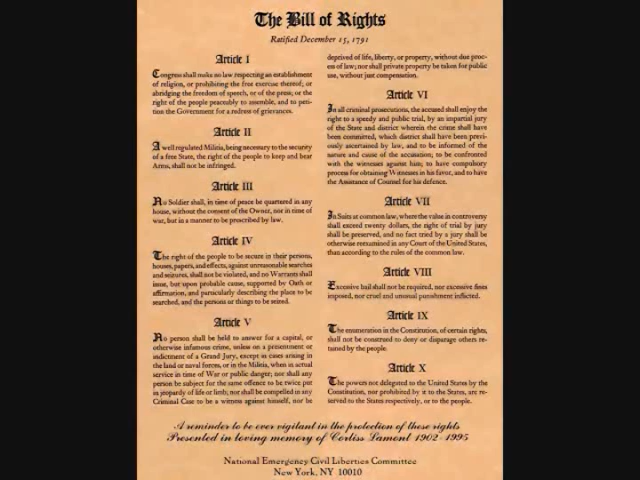 The Bill of Rights
Ratified December 15, 1791
Article I
Congress shall make no law respecting an establishment
of religion, or prohibiting the free exercise thereof; or
abridging the freedom of speech, or of the press; or the
right of the people peaceably to assemble, and to peti-
tion the Government for a redress of grievances.
Article II
A well regulated Militia, being necessary to the security
of a free State, the right of the people to keep and bear
Arms, shall not be infringed.
Article III
No Soldier shall, in time of peace be quartered in any
house, without the consent of the Owner, nor in time of
war, but in a manner to be prescribed by law.
Article IV
The right of the people to be secure in their persons,
houses, papers, and effects, against unreasonable searches
and seizures, shall not be violated, and no Warrants shall
issue, but upon probable cause, supported by Oath or
affirmation, and particularly describing the place to be
searched, and the persons or things to be seized.
Article V
No person shall be held to answer for a capital, or
otherwise infamous crime, unless on a presentment or
indictment of a Grand Jury, except in cases arising in
the land or naval forces, or in the Militia, when in actual
service in time of War or public danger; nor shall any
person be subject for the same offence to be twice put
in jeopardy of life or limb; nor shall be compelled in any
Criminal Case to be a witness against himself, nor be
deprived of life, liberty, or property, without due proc-
ess of law; nor shall private property be taken for public
use, without just compensation.
Article VI
In all criminal prosecutions, the accused shall enjoy the
right to a speedy and public trial, by an impartial jury
of the State and district wherein the crime shall have
been committed, which district shall have been previ-
ously ascertained by law, and to be informed of the
nature and cause of the accusation; to be confronted
with the witnesses against him; to have compulsory
process for obtaining Witnesses in his favor, and to have
the Assistance of Counsel for his defence.
Article VII
In Suits at common law, where the value in controversy
shall exceed twenty dollars, the right of trial by jury
shall be preserved, and no fact tried by a jury shall be
otherwise reexamined in any Court of the United States,
than according to the rules of the common law.
Article VIII
Excessive bail shall not be required, nor excessive fines
imposed, nor cruel and unusual punishment inflicted.
Article IX
The enumeration in the Constitution, of certain rights,
shall not be construed to deny or disparage others re-
tained by the people.
Article X
The powers not delegated to the United States by the
Constitution, nor prohibited by it to the States, are re-
served to the States respectively, or to the people.
A reminder to be ever vigilant in the protection of these rights
Presented in loving memory of Corliss Lamont 1902-1995
National Emergency Civil Liberties Committee
New York, NY 10010